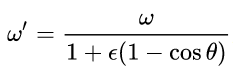 ω′ = ω / (1 + ϵ(1 − cos θ))